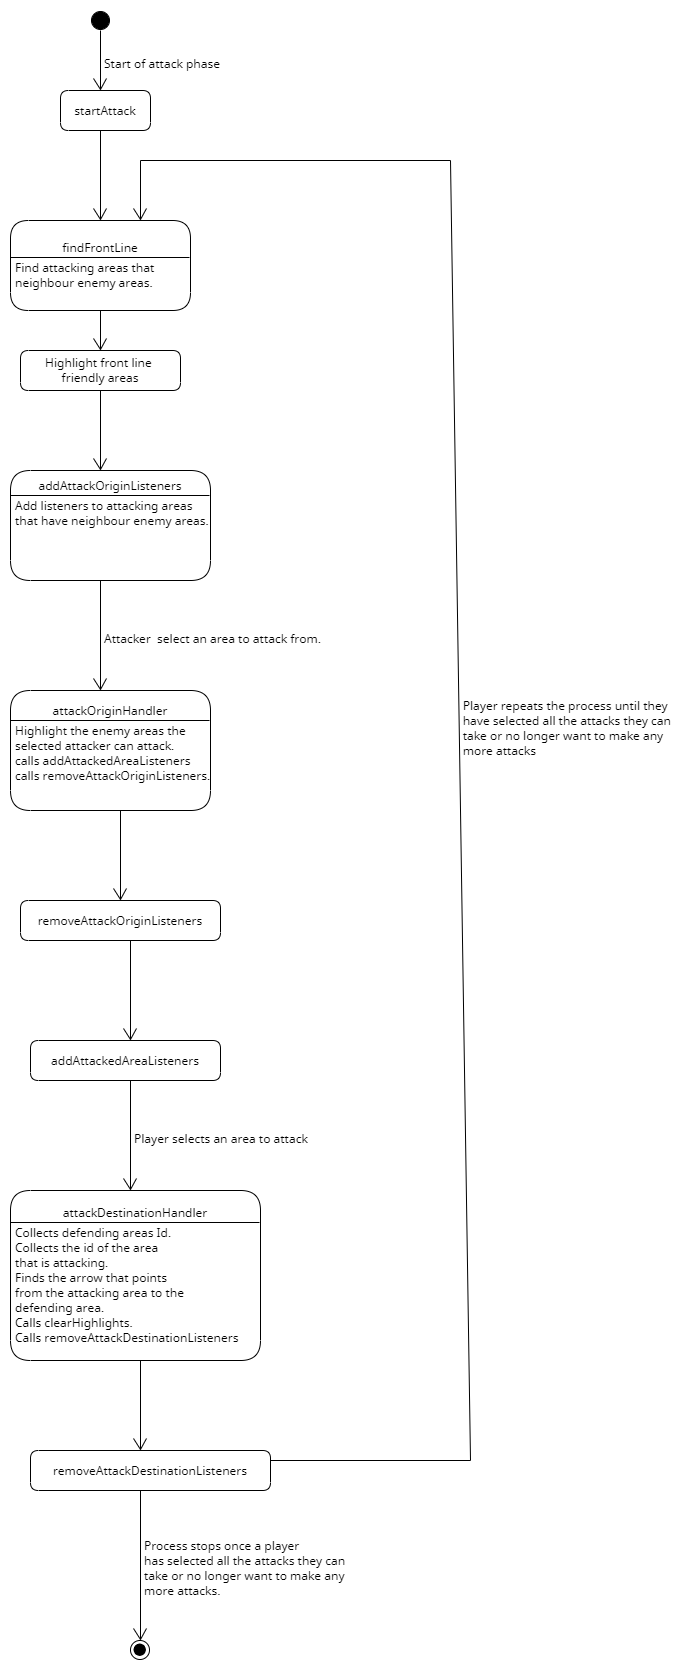 Start of attack phase
startAttack
findFrontLine
Find attacking areas that
neighbour enemy areas.
Highlight front line
friendly areas
addAttackOriginListeners
Add listeners to attacking areas
that have neighbour enemy areas.
Attacker  select an area to attack from.
attackOriginHandler
Highlight the enemy areas the
selected attacker can attack.
calls addAttackedAreaListeners
calls removeAttackOriginListeners.
Player repeats the process until they
have selected all the attacks they can
take or no longer want to make any
more attacks
removeAttackOriginListeners
addAttackedAreaListeners
Player selects an area to attack
attackDestinationHandler
Collects defending areas Id.
Collects the id of the area
that is attacking.
Finds the arrow that points
from the attacking area to the
defending area.
Calls clearHighlights.
Calls removeAttackDestinationListeners
removeAttackDestinationListeners
Process stops once a player
has selected all the attacks they can
take or no longer want to make any
more attacks.